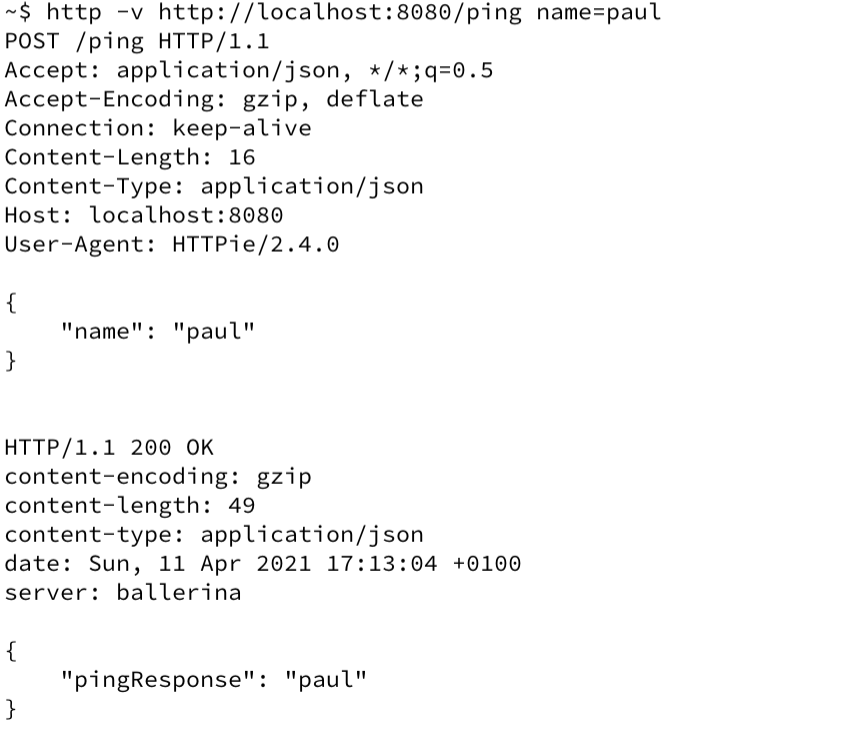 ~$ http -v http://localhost:8080/ping name=paul
POST /ping HTTP/1.1
Accept: application/json, */*;q=0.5
Accept-Encoding: gzip, deflate
Connection: keep-alive
Content-Length: 16
Content-Type: application/json
Host: localhost:8080
User-Agent: HTTPie/2.4.0

{
    "name": "paul"
}

HTTP/1.1 200 OK
content-encoding: gzip
content-length: 49
content-type: application/json
date: Sun, 11 Apr 2021 17:13:04 +0100
server: ballerina

{
    "pingResponse": "paul"
}